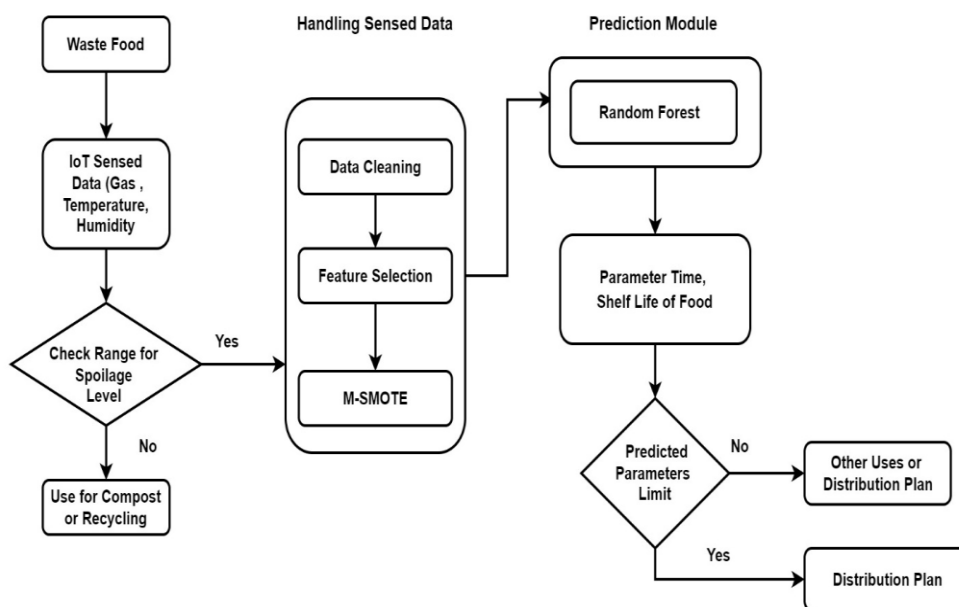 Handling Sensed Data
Prediction Module
Waste Food
IoT Sensed
Data (Gas ,
Temperature,
Humidity
Check Range for
Spoilage
Level
Yes
No
Use for Compost
or Recycling
Data Cleaning
Feature Selection
M-SMOTE
Random Forest
Parameter Time,
Shelf Life of Food
Predicted
Parameters
Limit
No
Other Uses or
Distribution Plan
Yes
Distribution Plan